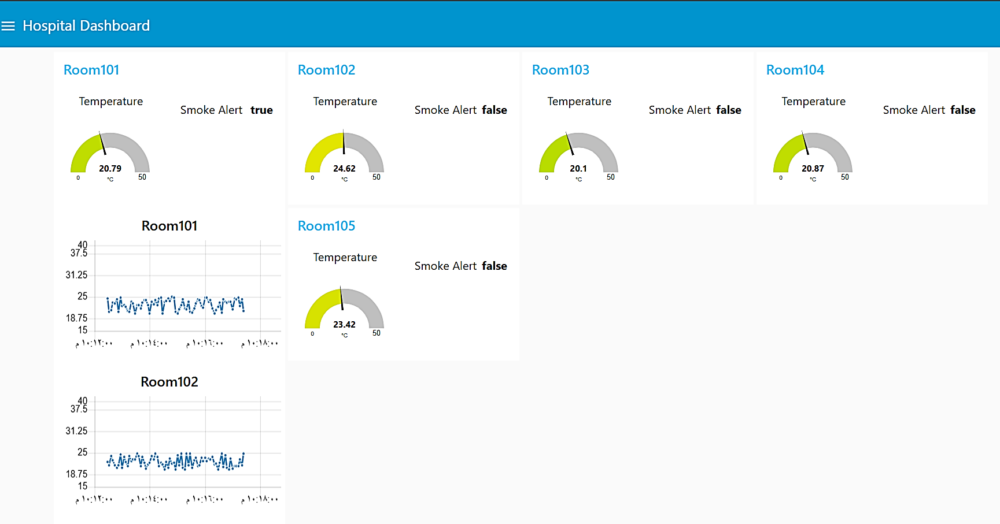 Hospital Dashboard
Room101
Temperature
Smoke Alert true
20.79
0 °C 50
Room102
Temperature
Smoke Alert false
24.62
0 °C 50
Room103
Temperature
Smoke Alert false
20.1
0 °C 50
Room104
Temperature
Smoke Alert false
20.87
0 °C 50
Room101
40
37.5
31.25
25
18.75
15
١٠:١٢:٠٠ م ١٠:١٤:٠٠ م ١٠:١٦:٠٠ م ١٠:١٨:٠٠ م
Room105
Temperature
Smoke Alert false
23.42
0 °C 50
Room102
40
37.5
31.25
25
18.75
15
١٠:١٢:٠٠ م ١٠:١٤:٠٠ م ١٠:١٦:٠٠ م ١٠:١٨:٠٠ م